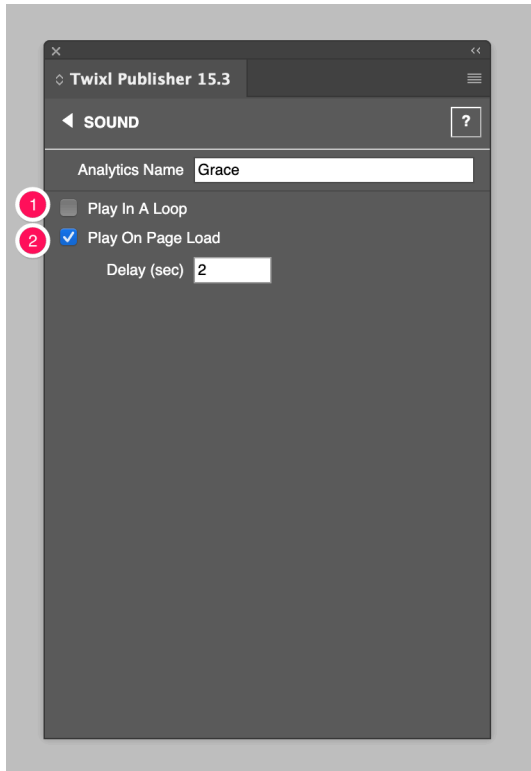 Twixl Publisher 15.3
SOUND ?
Analytics Name Grace
1 Play In A Loop
2 Play On Page Load
Delay (sec) 2